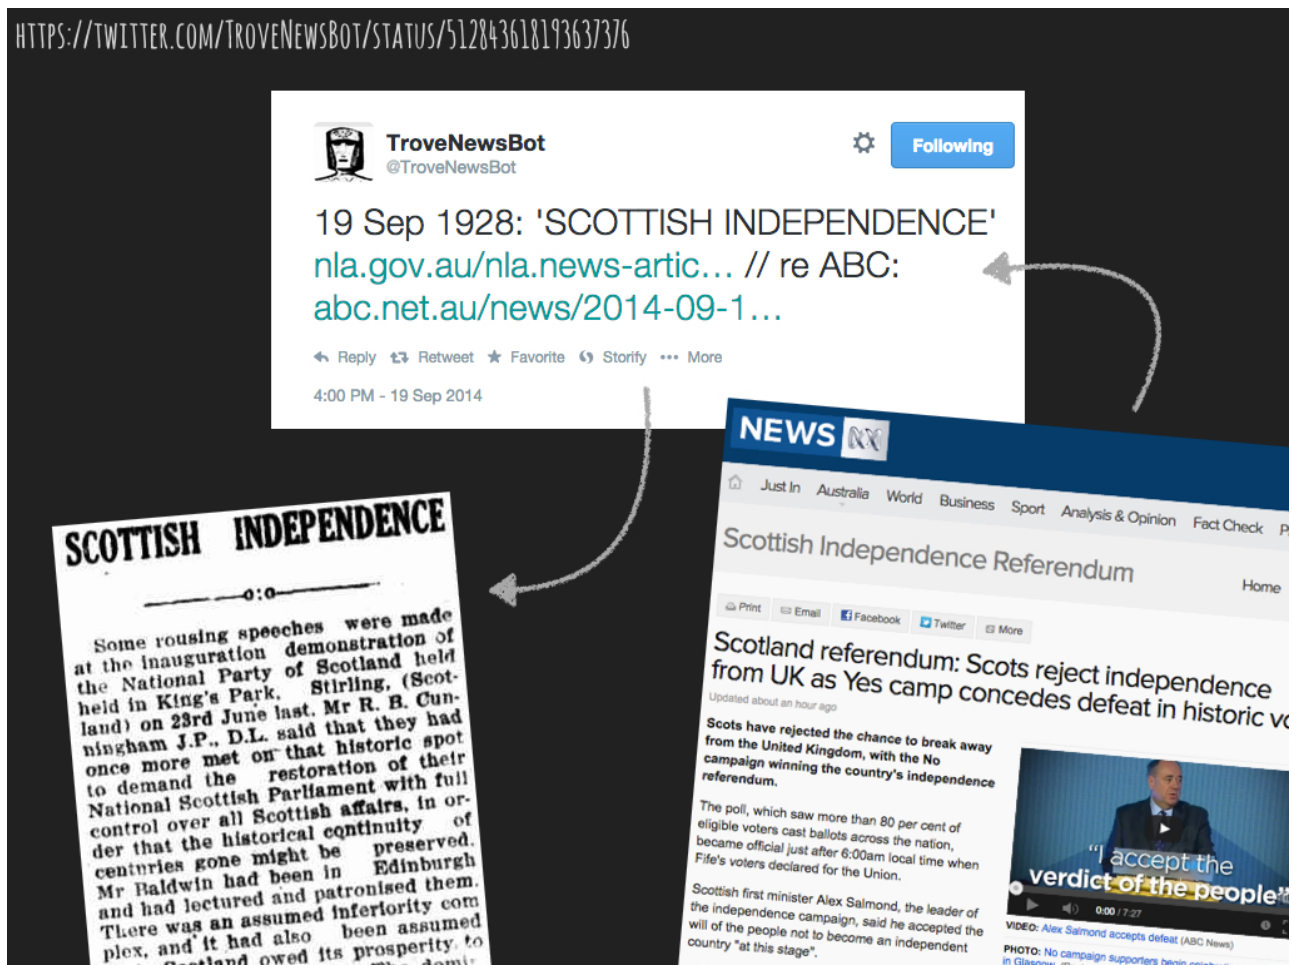 HTTPS://TWITTER.COM/TROVENEWSBOT/STATUS/512843618193637376
TroveNewsBot
@TroveNewsBot
Following
19 Sep 1928: 'SCOTTISH INDEPENDENCE'
nla.gov.au/nla.news-artic... // re ABC:
abc.net.au/news/2014-09-1...
Reply Retweet Favorite Storify More
4:00 PM - 19 Sep 2014
SCOTTISH INDEPENDENCE
Some rousing speeches were made
at the inauguration demonstration of
the National Party of Scotland held
held in King's Park, Stirling, (Scot-
land) on 23rd June last. Mr R. B. Cun-
ningham J.P., D.L. said that they had
once more met on that historic spot
to demand the restoration of their
National Scottish Parliament with full
control over all Scottish affairs, in or-
der that the historical continuity of
centuries gone might be preserved.
Mr Baldwin had been in Edinburgh
and had lectured and patronised them.
There was an assumed inferiority com
plex, and it had also been assumed
Scotland owed its prosperity to
NEWS
Just In Australia World Business Sport Analysis & Opinion Fact Check P
Scottish Independence Referendum
Home
Print Email Facebook Twitter More
Scotland referendum: Scots reject independence
from UK as Yes camp concedes defeat in historic vo
Updated about an hour ago
Scots have rejected the chance to break away
from the United Kingdom, with the No
campaign winning the country's independence
referendum.
The poll, which saw more than 80 per cent of
eligible voters cast ballots across the nation,
became official just after 6:00am local time when
Fife's voters declared for the Union.
Scottish first minister Alex Salmond, the leader of
the independence campaign, said he accepted the
will of the people not to become an independent
country "at this stage".
"I accept the
verdict of the people"
0:00 / 7:27
VIDEO: Alex Salmond accepts defeat (ABC News)
PHOTO: No campaign supporters begin
in Glasgow.